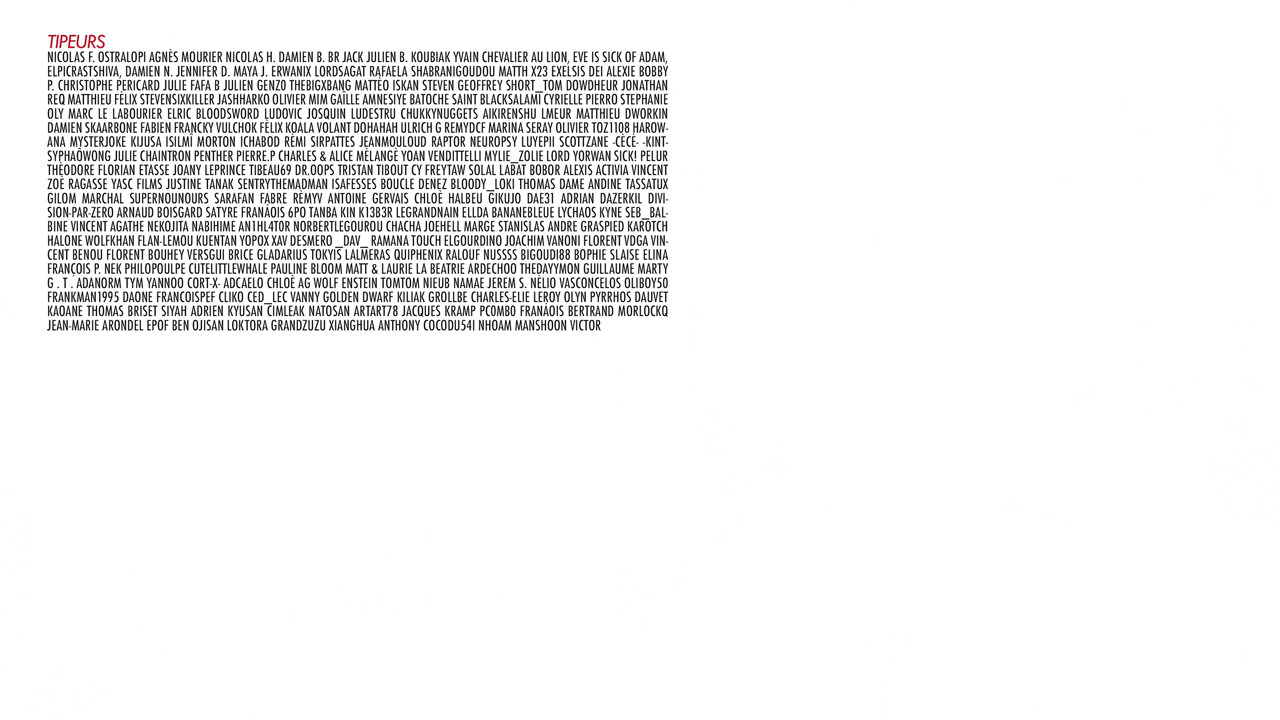 TIPEURS
NICOLAS F. OSTRALOPI AGNÈS MOURIER NICOLAS H. DAMIEN B. BR JACK JULIEN B. KOUBIAK YVAIN CHEVALIER AU LION, EVE IS SICK OF ADAM,
ELPICRASTSHIVA, DAMIEN N. JENNIFER D. MAYA J. ERWANIX LORDSAGAT RAFAELA SHABRANIGOUDOU MATTH X23 EXELSIS DEI ALEXIE BOBBY
P. CHRISTOPHE PERICARD JULIE FAFA B JULIEN GENZO THEBIGXBANG MATTÉO ISKAN STEVEN GEOFFREY SHORT_TOM DOWDHEUR JONATHAN
REQ MATTHIEU FÉLIX STEVENSIXKILLER JASHHARKO OLIVIER MIM GAÏLLE AMNESIYE BATOCHE SAINT BLACKSALAMI CYRIELLE PIERRO STEPHANIE
OLY MARC LE LABOURIER ELRIC BLOODSWORD LUDOVIC JOSQUIN LUDESTRU CHUKKYNUGGETS AIKIRENSHU LMEUR MATTHIEU DWORKIN
DAMIEN SKAARBONE FABIEN FRANCKY VULCHOK FÉLIX KOALA VOLANT DOHAHAH ULRICH G REMYDCF MARINA SERAY OLIVIER TOZ1108 HAROW-
ANA MYSTERJOKE KIJUSA ISILMÏ MORTON ICHABOD RÉMI SIRPATTES JEANMOULOUD RAPTOR NEUROPSY LUYEPII SCOTTZANE -CÉCÉ- -KINT-
SYPHAÔWONG JULIE CHAINTRON PENTHER PIERRE.P CHARLES & ALICE MÉLANGE YOAN VENDITTELLI MYLIE_ZOLIE LORD YORWAN SICK! PELUR
THÉODORE FLORIAN ETASSE JOANY LEPRINCE TIBEAU69 DR.OOPS TRISTAN TIBOUT CY FREYTAW SOLAL LABAT BOBOR ALEXIS ACTIVIA VINCENT
ZOÉ RAGASSE YASC FILMS JUSTINE TANAK SENTRYTHEMADMAN ISAFESSES BOUCLE DENEZ BLOODY_LOKI THOMAS DAME ANDINE TASSATUX
GILOM MARCHAL SUPERNOUNOURS SARAFAN FABRE RÉMYV ANTOINE GERVAIS CHLOÉ HALBEU GIKUJO DAE31 ADRIAN DAZERKIL DIVI-
SION-PAR-ZERO ARNAUD BOISGARD SATYRE FRANÁOIS 6PO TANBA KIN K13B3R LEGRANDNAIN ELLDA BANANEBLEUE LYCHAOS KYNE SEB_BAL-
BINE VINCENT AGATHE NEKOJITA NABIHIME AN1HL4T0R NORBERTLEGOUROU CHACHA JOEHELL MARGE STANISLAS ANDRE GRASPIED KAROTCH
HALONE WOLFKHAN FLAN-LEMOU KUENTAN YOPOX XAV DESMERO _DAV_ RAMANA TOUCH ELGOURDINO JOACHIM VANONI FLORENT VDGA VIN-
CENT BENOU FLORENT BOUHEY VERSGUI BRICE GLADARIUS TOKYIS LALMERAS QUIPHENIX RALOUF NUSSSS BIGOUDI88 BOPHIE SLAISE ELINA
FRANÇOIS P. NEK PHILOPOULPE CUTELITTLEWHALE PAULINE BLOOM MATT & LAURIE LA BEATRIE ARDECHOO THEDAYYMON GUILLAUME MARTY
G . T . ADANORM TYM YANNOO CORT-X- ADCAELO CHLOÉ AG WOLF ENSTEIN TOMTOM NIEUB NAMAE JEREM S. NÉLIO VASCONCELOS OLIBOY50
FRANKMAN1995 DAONE FRANCOISPEF CLIKO CED_LEC VANNY GOLDEN DWARF KILIAK GROLLBE CHARLES-ELIE LEROY OLYN PYRRHOS DAUVET
KAOANE THOMAS BRISET SIYAH ADRIEN KYUSAN CIMLEAK NATOSAN ARTART78 JACQUES KRAMP PCOMBO FRANÁOIS BERTRAND MORLOCKQ
JEAN-MARIE ARONDEL EPOF BEN OJISAN LOKTORA GRANDZUZU XIANGHUA ANTHONY COCODU54I NHOAM MANSHOON VICTOR